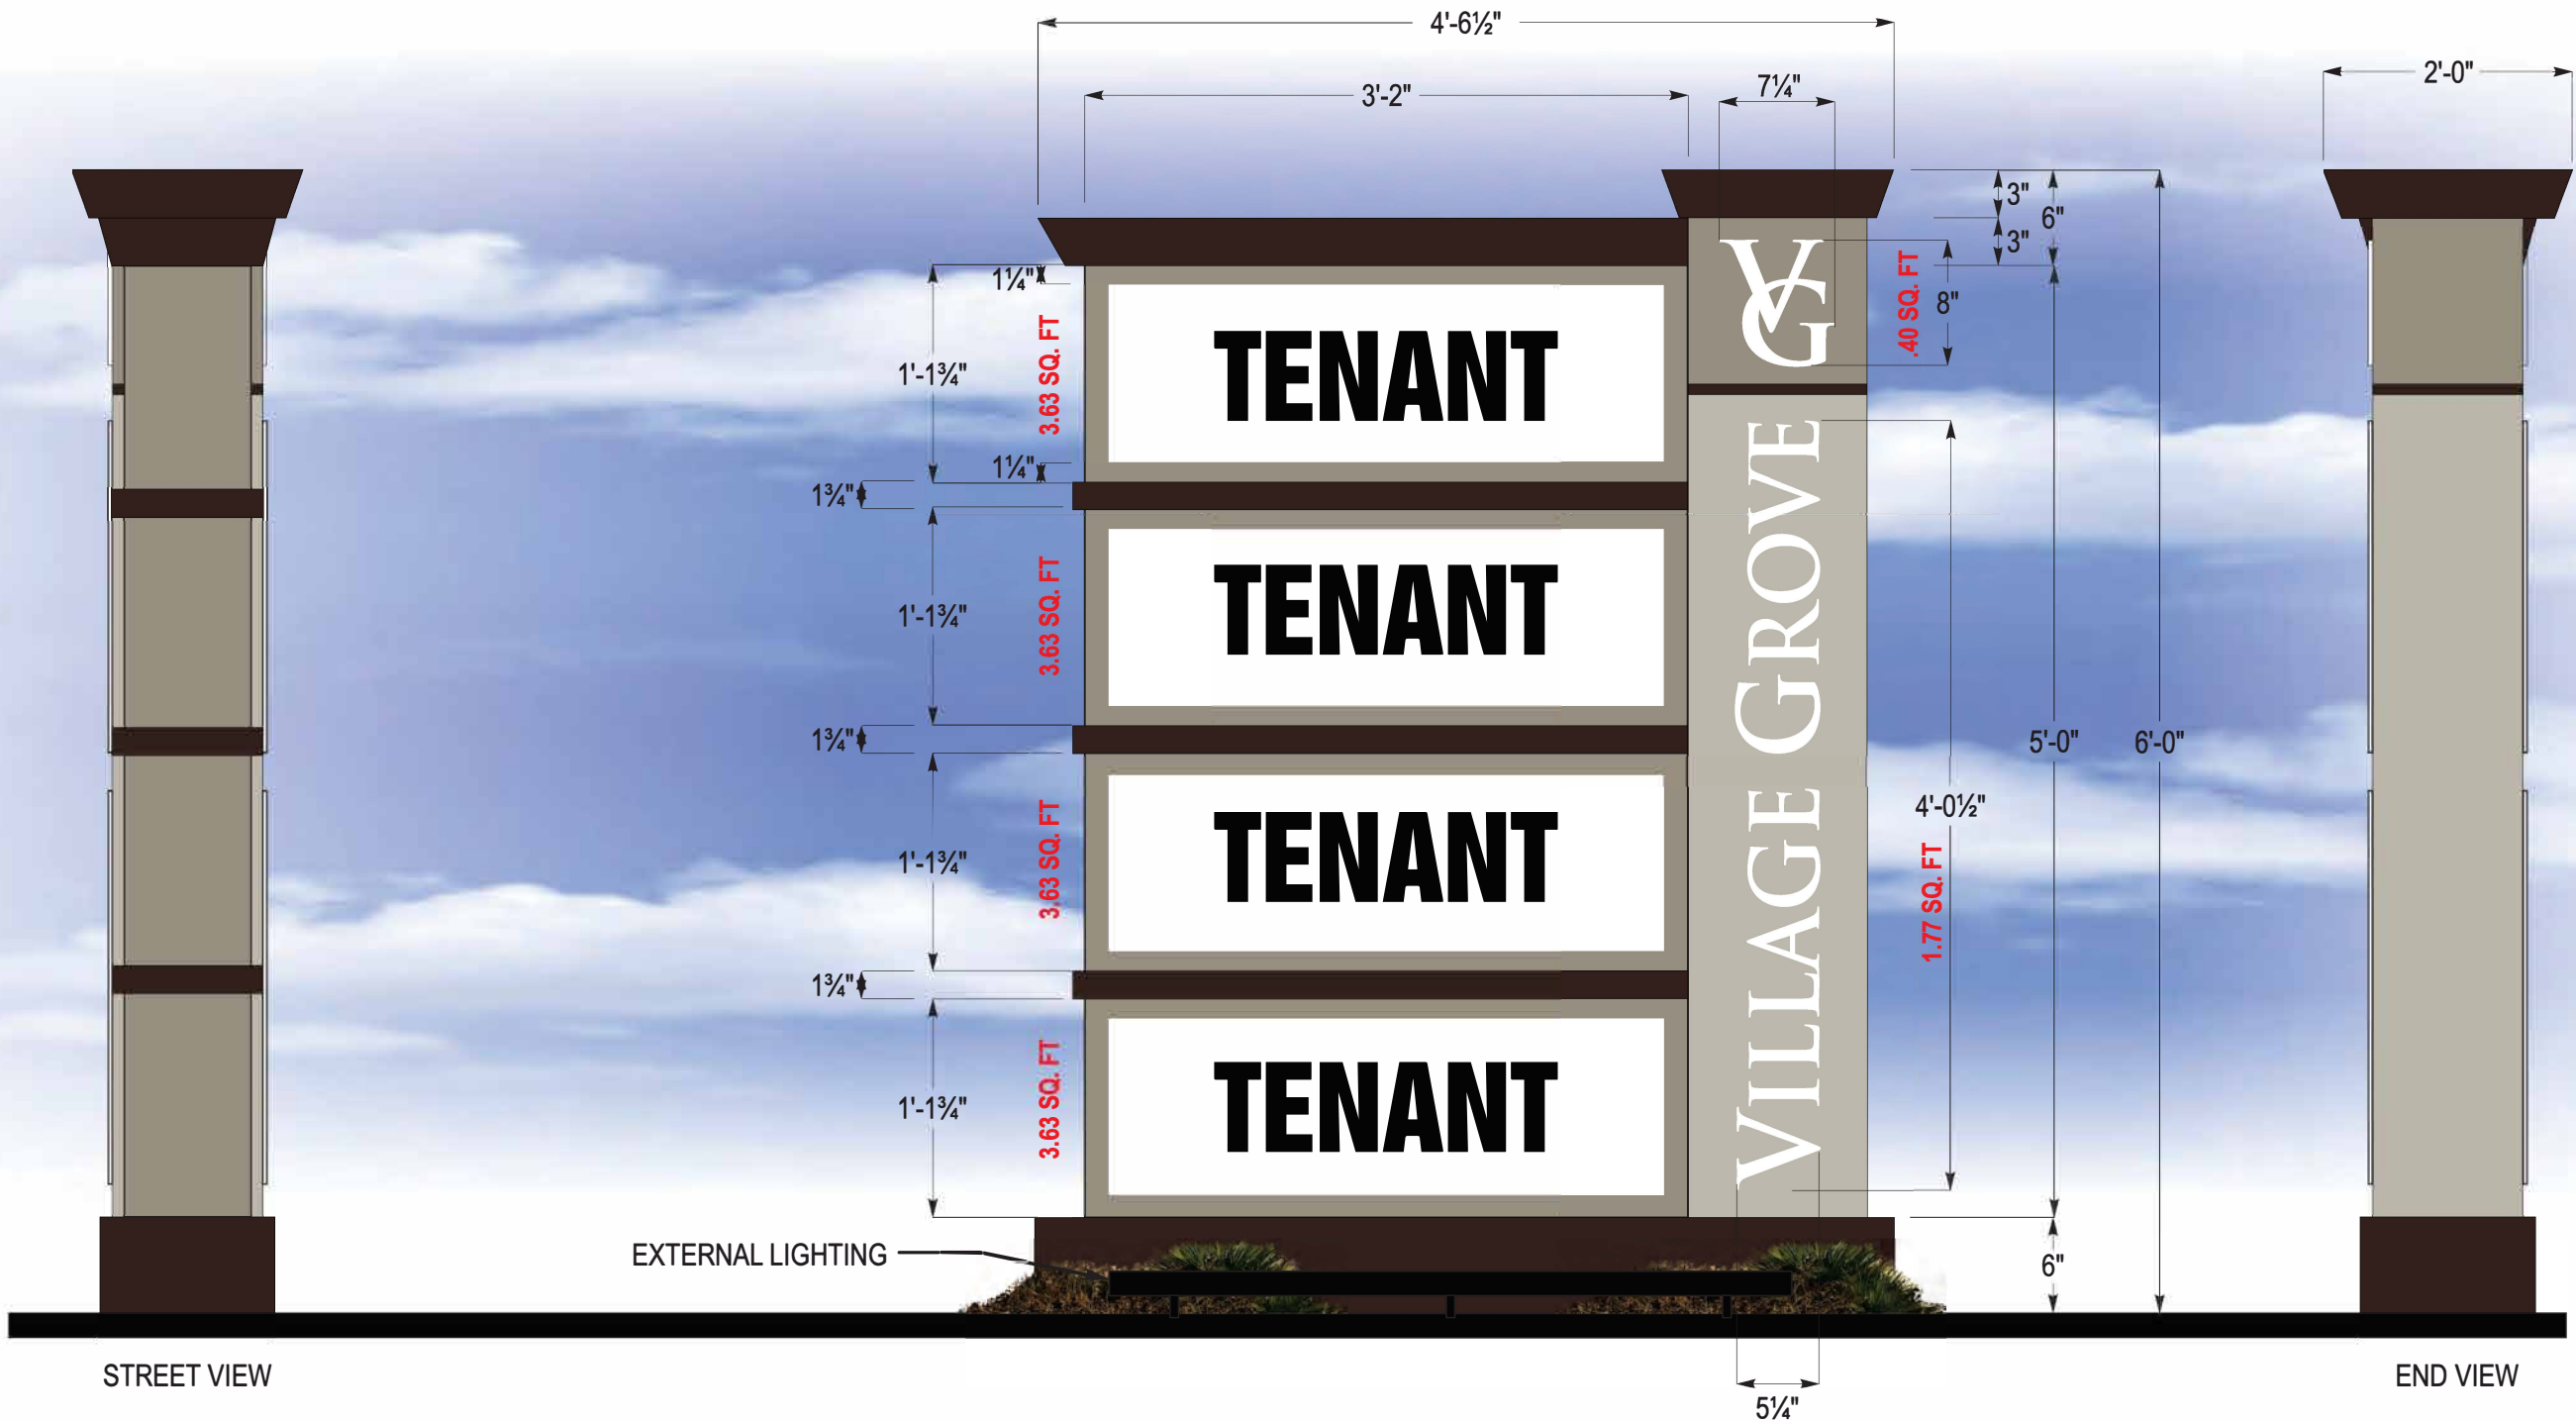 4'-6½"
3'-2"
7¼"
2'-0"
3"
6"
3"
1¼"
VG
.40 SQ. FT
8"
1'-1¾"
3.63 SQ. FT
TENANT
1¼"
1¾"
1'-1¾"
3.63 SQ. FT
TENANT
VILLAGE GROVE
1¾"
5'-0"
6'-0"
4'-0½"
1.77 SQ. FT
1'-1¾"
3.63 SQ. FT
TENANT
1¾"
1'-1¾"
3.63 SQ. FT
TENANT
EXTERNAL LIGHTING
6"
STREET VIEW
END VIEW
5¼"